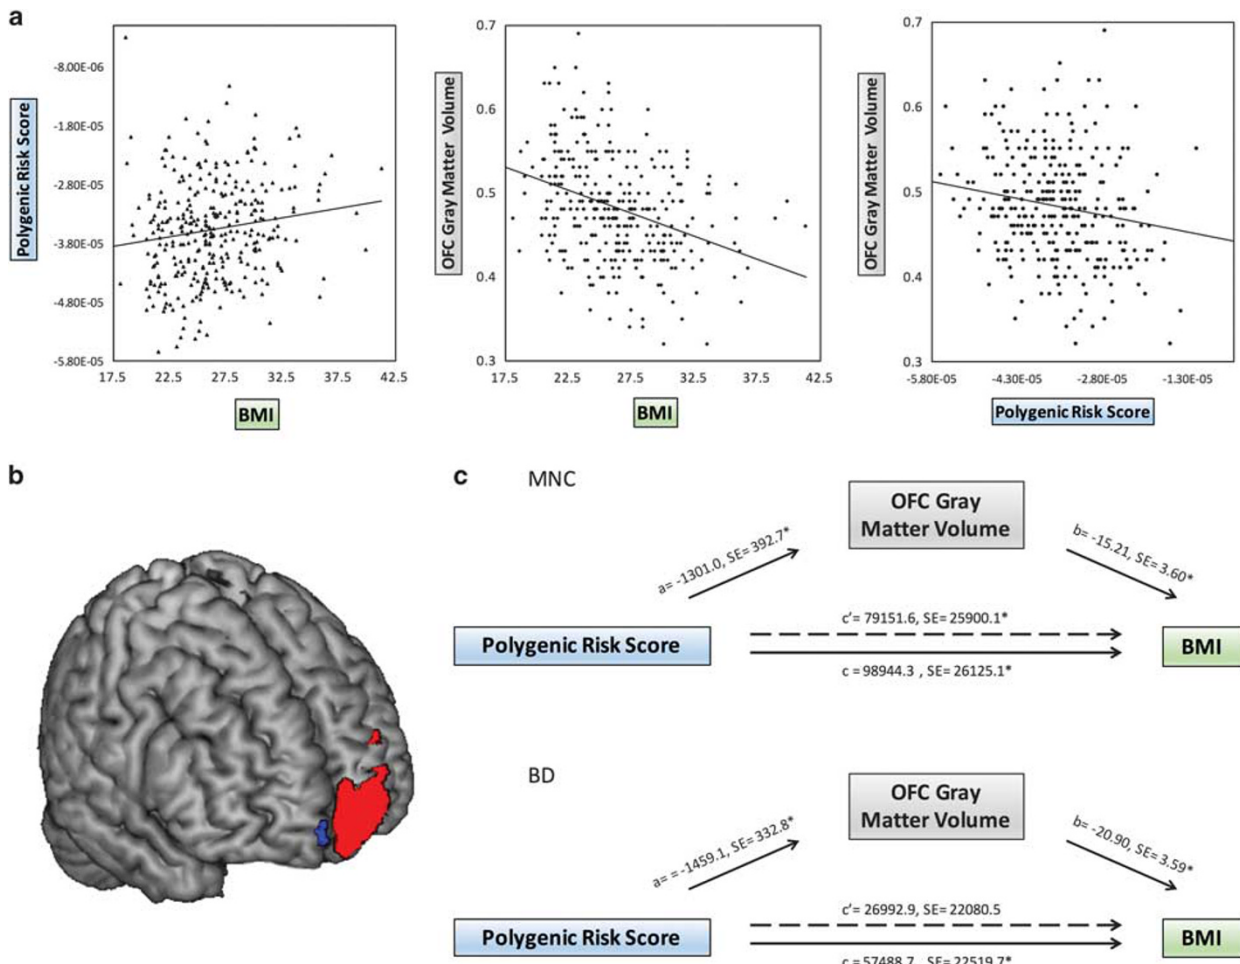 a
Polygenic Risk Score
-8.00E-06
-1.80E-05
-2.80E-05
-3.80E-05
-4.80E-05
-5.80E-05
17.5 22.5 27.5 32.5 37.5 42.5
BMI
OFC Gray Matter Volume
0.7
0.6
0.5
0.4
0.3
17.5 22.5 27.5 32.5 37.5 42.5
BMI
OFC Gray Matter Volume
0.7
0.6
0.5
0.4
0.3
-5.80E-05 -4.30E-05 -2.80E-05 -1.30E-05
Polygenic Risk Score
b
c
MNC
OFC Gray
Matter Volume
a= -1301.0, SE= 392.7*
b= -15.21, SE= 3.60*
c'= 79151.6, SE= 25900.1*
Polygenic Risk Score
BMI
c = 98944.3 , SE= 26125.1*
BD
OFC Gray
Matter Volume
a= = -1459.1, SE= 332.8*
b= -20.90, SE= 3.59*
c'= 26992.9, SE= 22080.5
Polygenic Risk Score
BMI
c = 57488.7, SE= 22519.7*